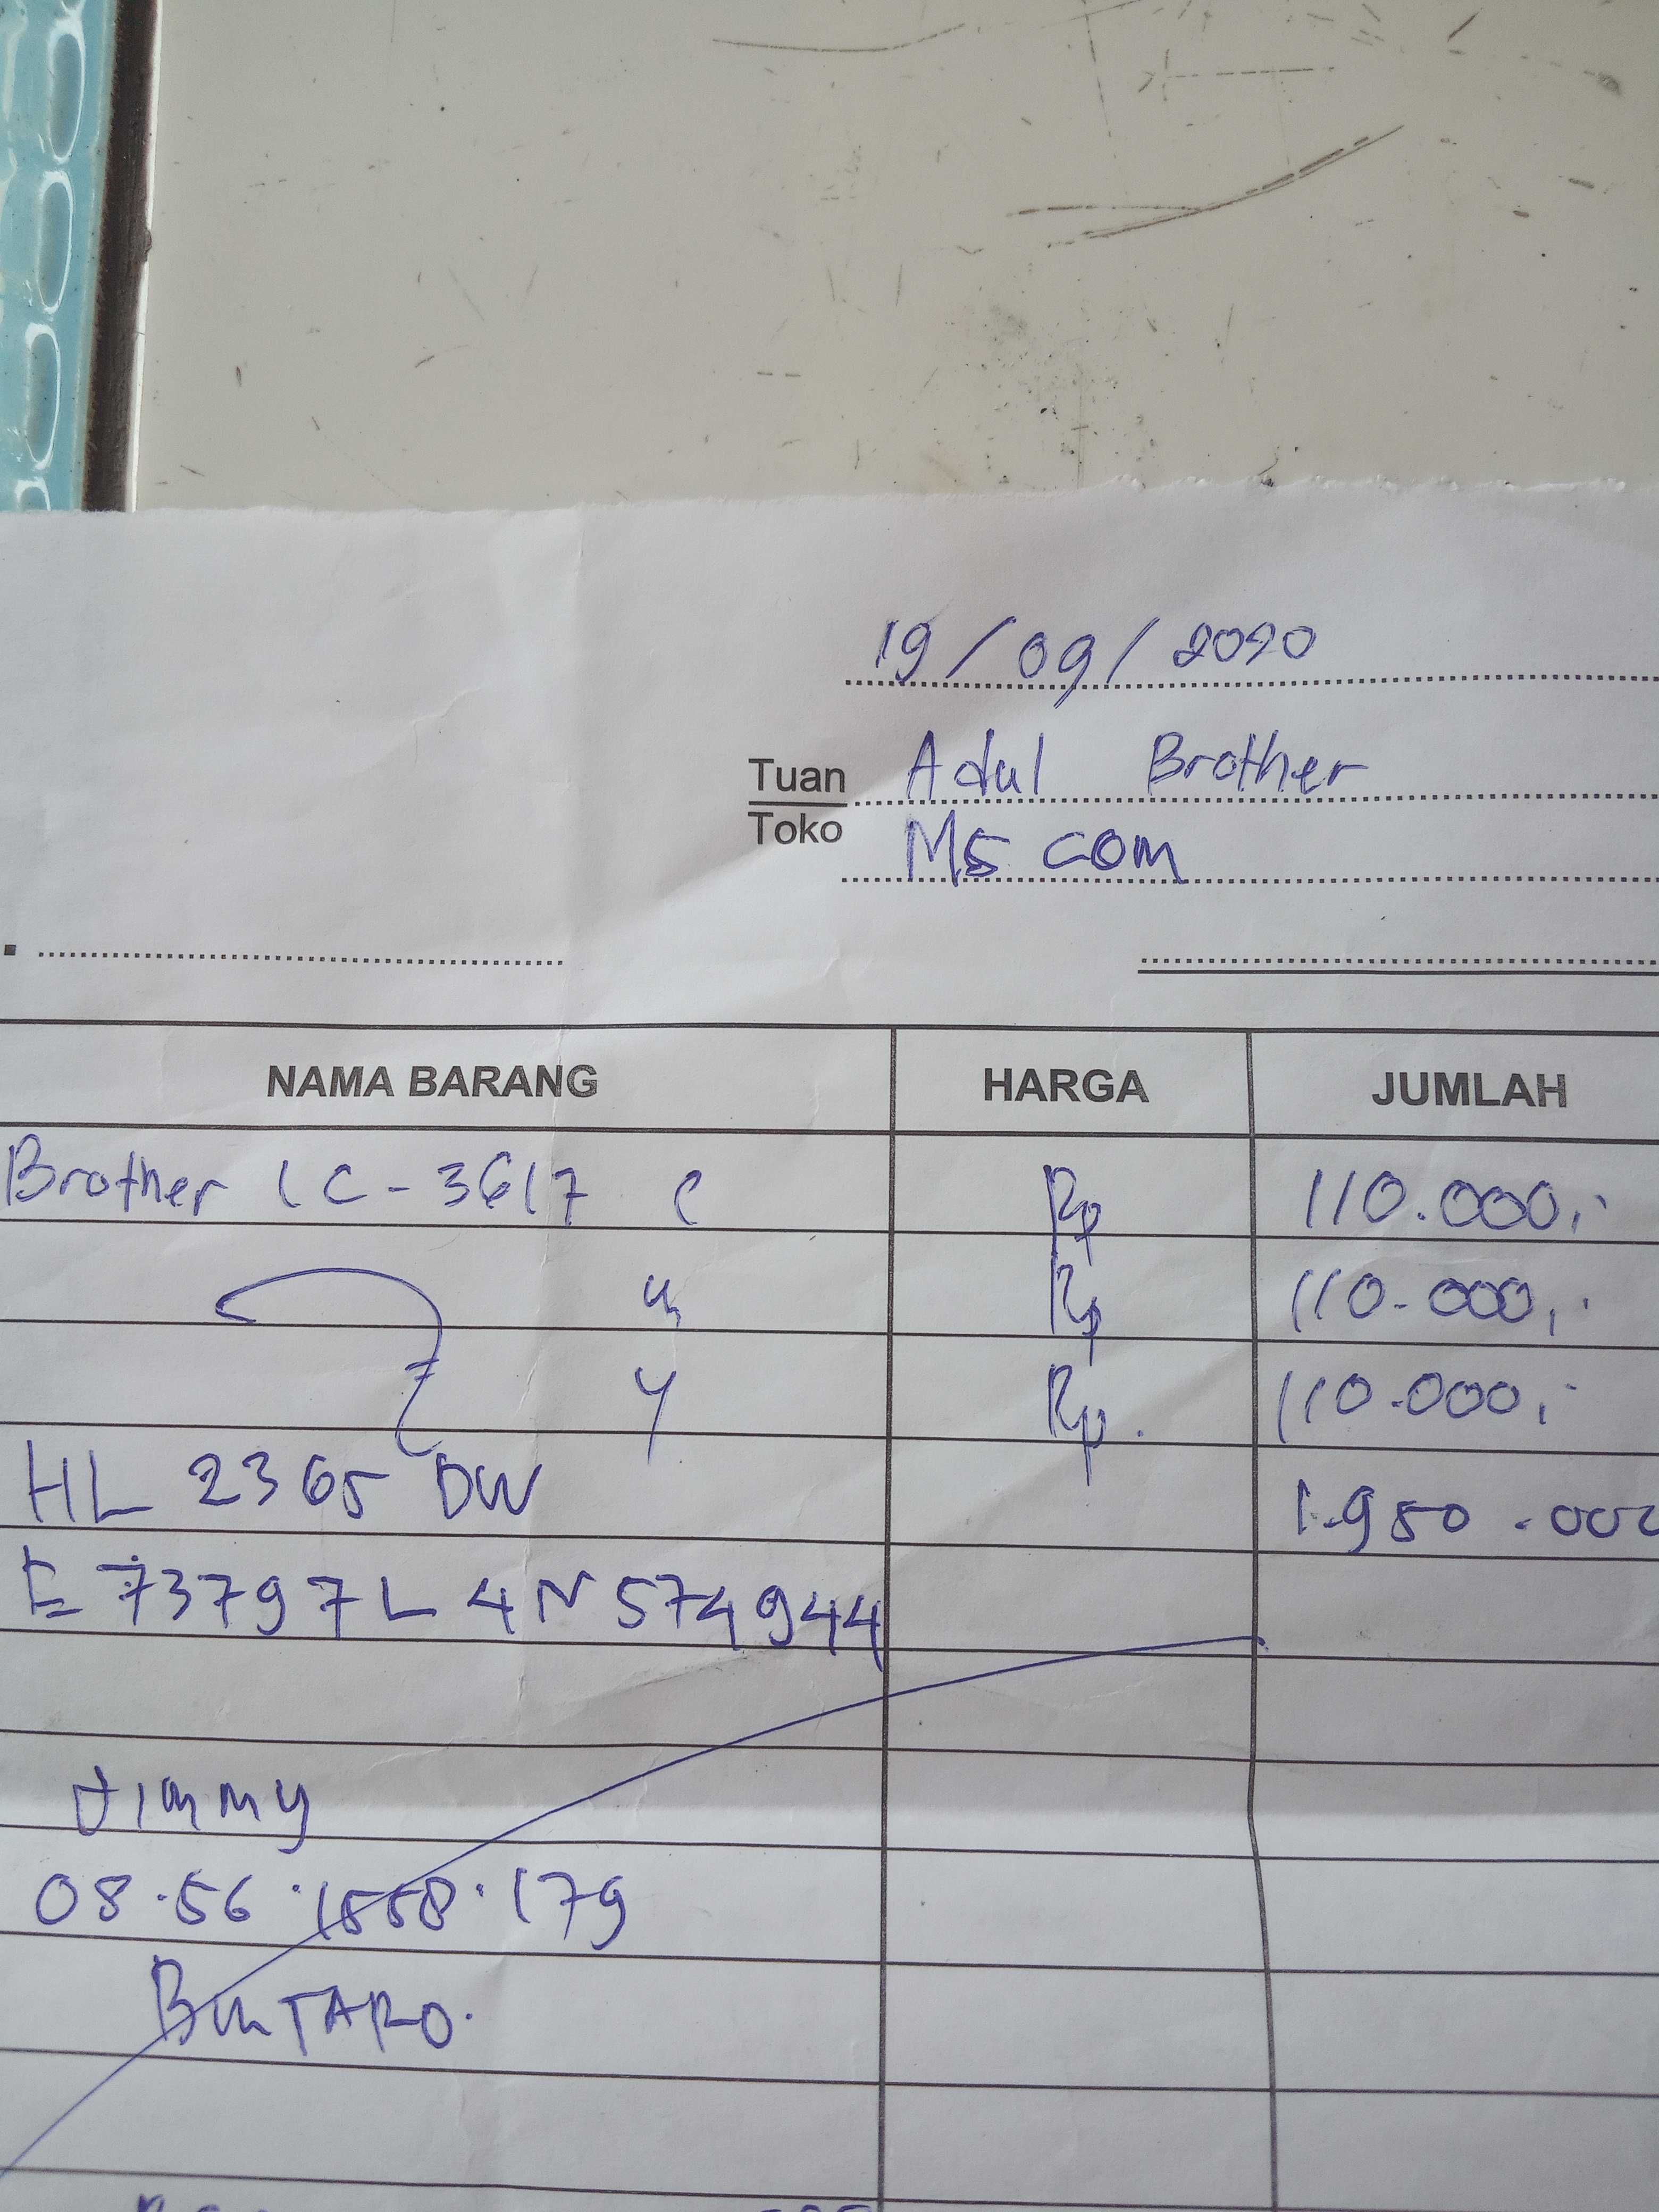 19/09/2020
Tuan Adul Brother
Toko M5 com
NAMA BARANG HARGA JUMLAH
Brother LC-3617 C Rp 110.000,-
M Rp 110.000,-
Y Rp. 110.000,-
HL 2365 DW 1.950.000
E73797L4N574944
Jimmy
08.56.1558.179
BINTARO.